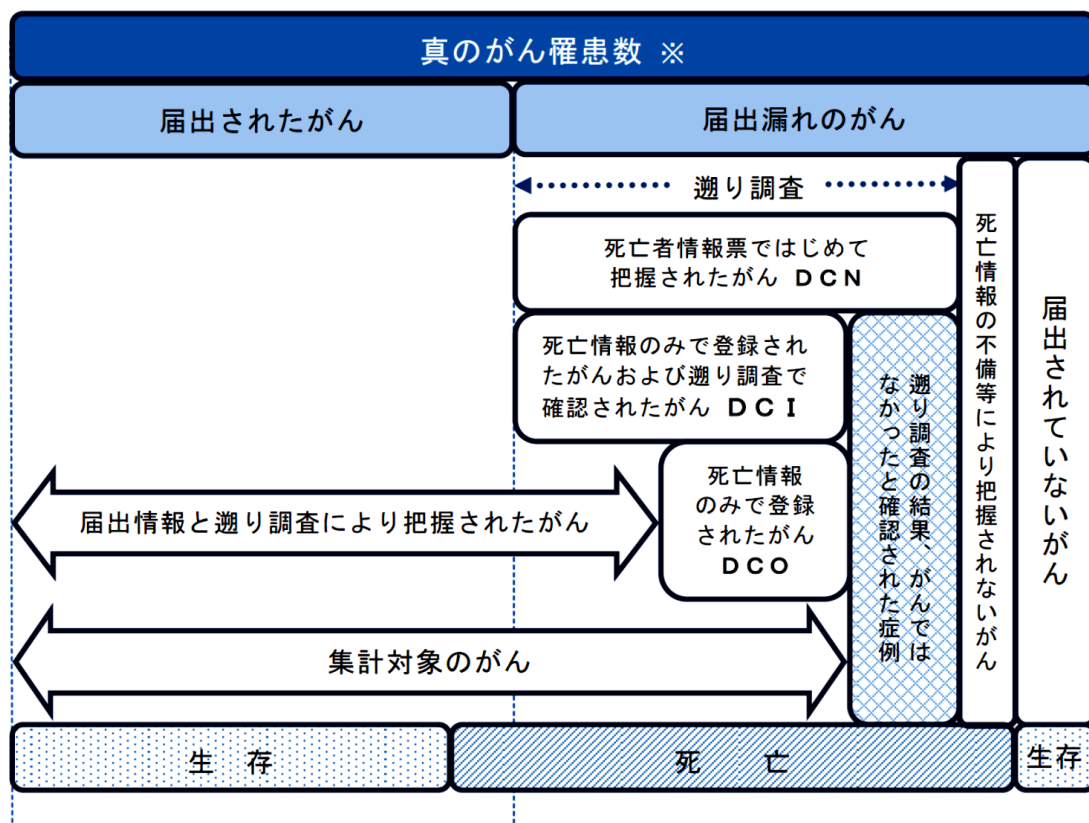 真のがん罹患数 ※
届出されたがん
届出漏れのがん
遡り調査
死亡者情報票ではじめて
把握されたがん DCN
死亡情報のみで登録され
たがんおよび遡り調査で
確認されたがん DCI
死亡情報
のみで登録
されたがん
DCO
遡り調査の結果、がんでは
なかったと確認された症例
死亡情報の不備等により把握されないがん
届出されていないがん
届出情報と遡り調査により把握されたがん
集計対象のがん
生 存
死 亡
生存